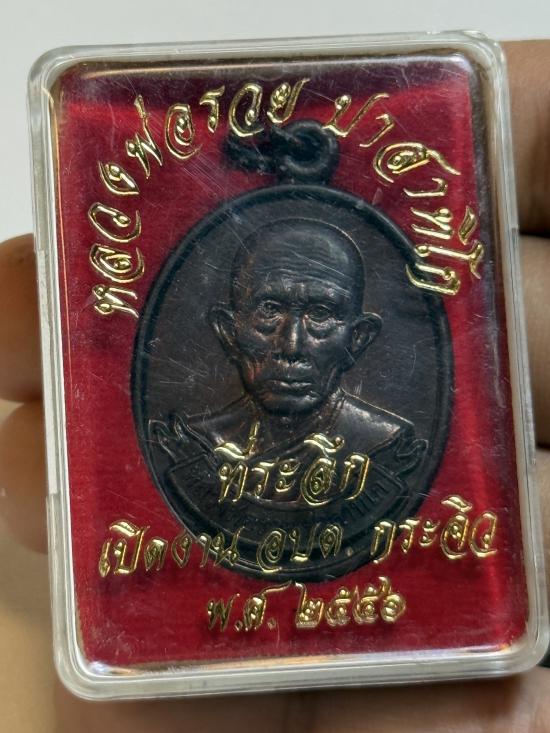 หลวงพ่อรวย ปาสาทิโก
ที่ระลึก
เปิดงาน อบต. กระจิว
พ.ศ. ๒๕๕๖